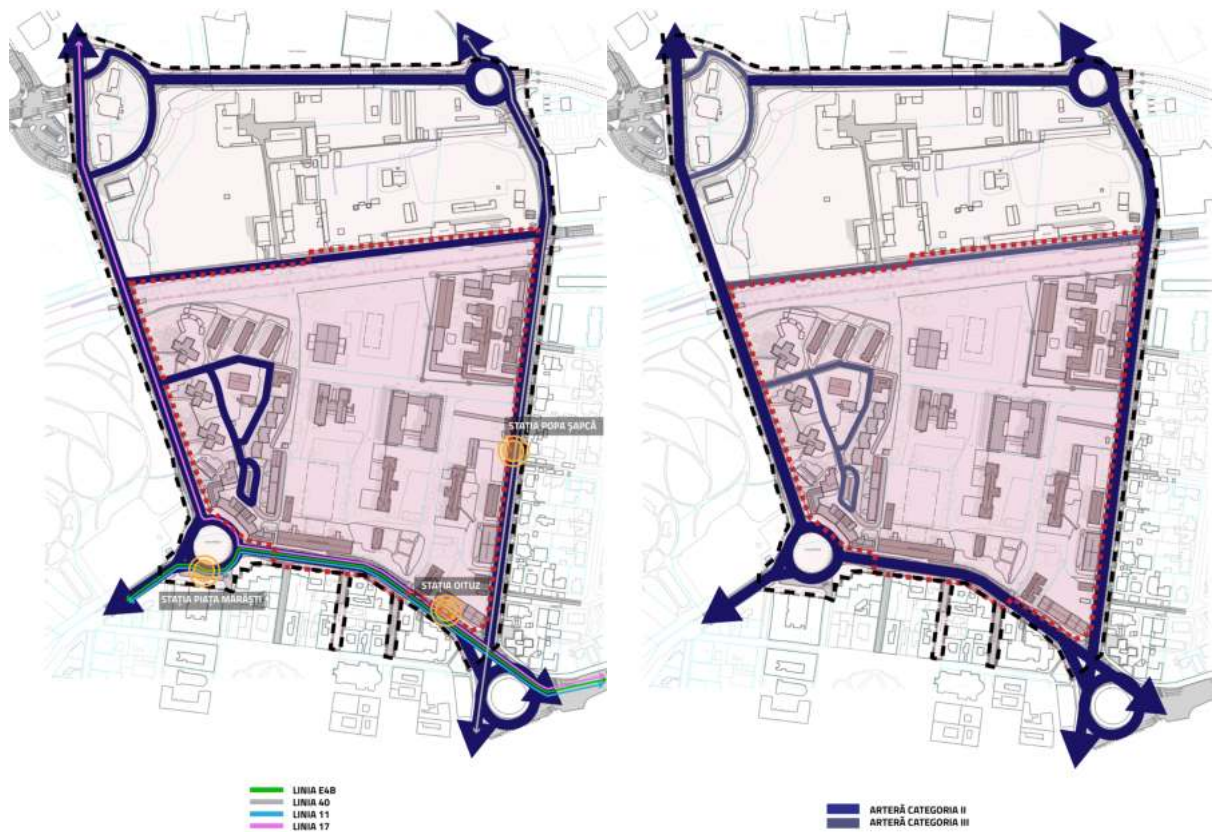 STAȚIA POPA ȘAPCĂ
STAȚIA OITUZ
STAȚIA PIAȚA MĂRĂȘTI
LINIA E4B
LINIA 40
LINIA 11
LINIA 17
ARTERĂ CATEGORIA II
ARTERĂ CATEGORIA III